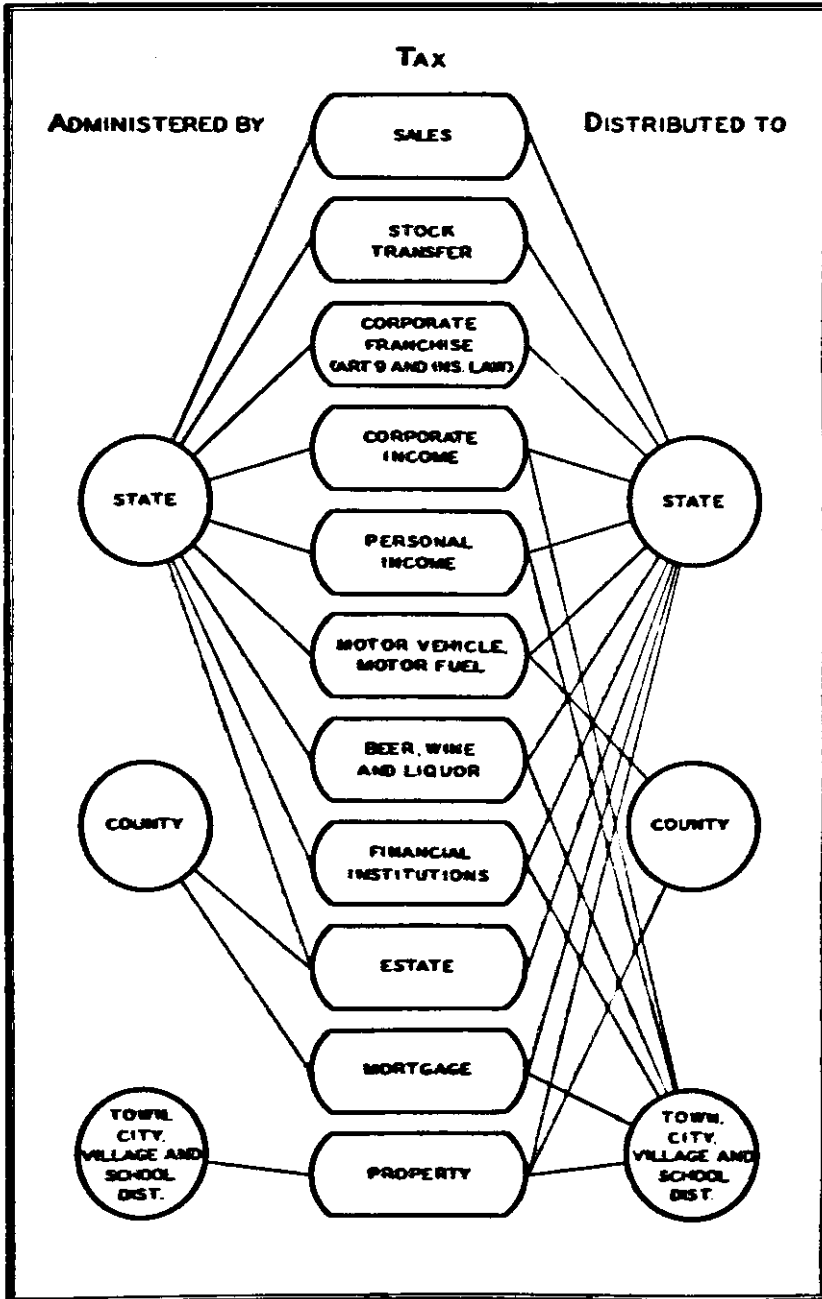 TAX
ADMINISTERED BY
DISTRIBUTED TO
SALES
STOCK
TRANSFER
CORPORATE
FRANCHISE
(ART 9 AND INS. LAW)
CORPORATE
INCOME
STATE
STATE
PERSONAL
INCOME
MOTOR VEHICLE,
MOTOR FUEL
BEER, WINE
AND LIQUOR
COUNTY
COUNTY
FINANCIAL
INSTITUTIONS
ESTATE
MORTGAGE
TOWN,
CITY,
VILLAGE AND
SCHOOL
DIST.
PROPERTY
TOWN,
CITY,
VILLAGE AND
SCHOOL
DIST.